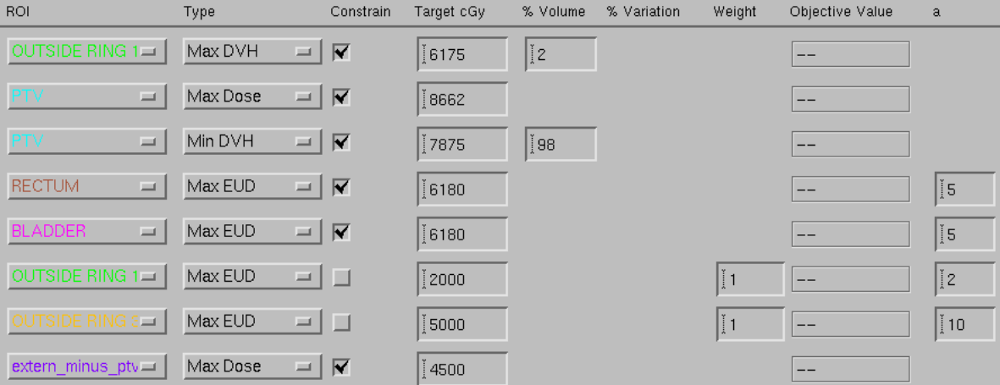 ROI Type Constrain Target cGy % Volume % Variation Weight Objective Value a
OUTSIDE RING 1 Max DVH 6175 2 --
PTV Max Dose 8662 --
PTV Min DVH 7875 98 --
RECTUM Max EUD 6180 -- 5
BLADDER Max EUD 6180 -- 5
OUTSIDE RING 1 Max EUD 2000 1 -- 2
OUTSIDE RING Max EUD 5000 1 -- 10
extern_minus_ptv Max Dose 4500 --